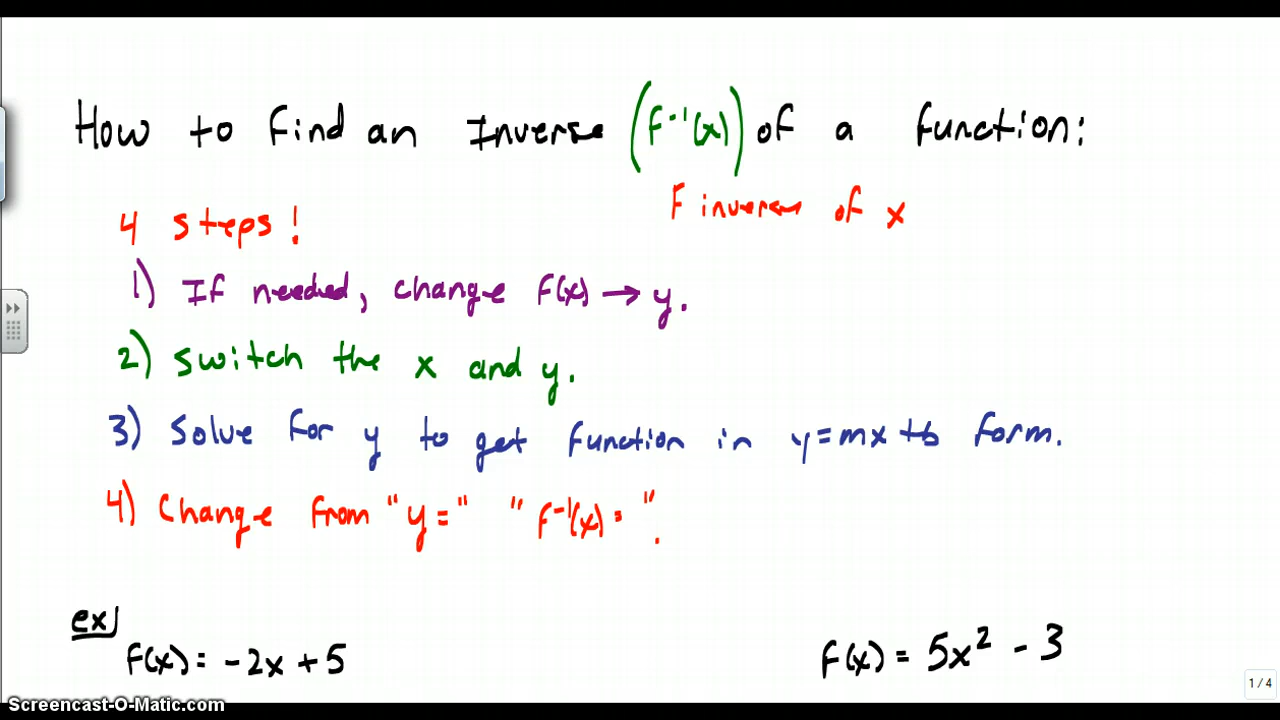 How to find an Inverse (f⁻¹(x)) of a function:
F inverse of x
4 steps!
1) If needed, change f(x) → y.
2) switch the x and y.
3) Solve for y to get function in y=mx+b form.
4) Change from "y=" "f⁻¹(x)=".
ex)
f(x) = -2x + 5
f(x) = 5x² - 3
1 / 4
Screencast-O-Matic.com